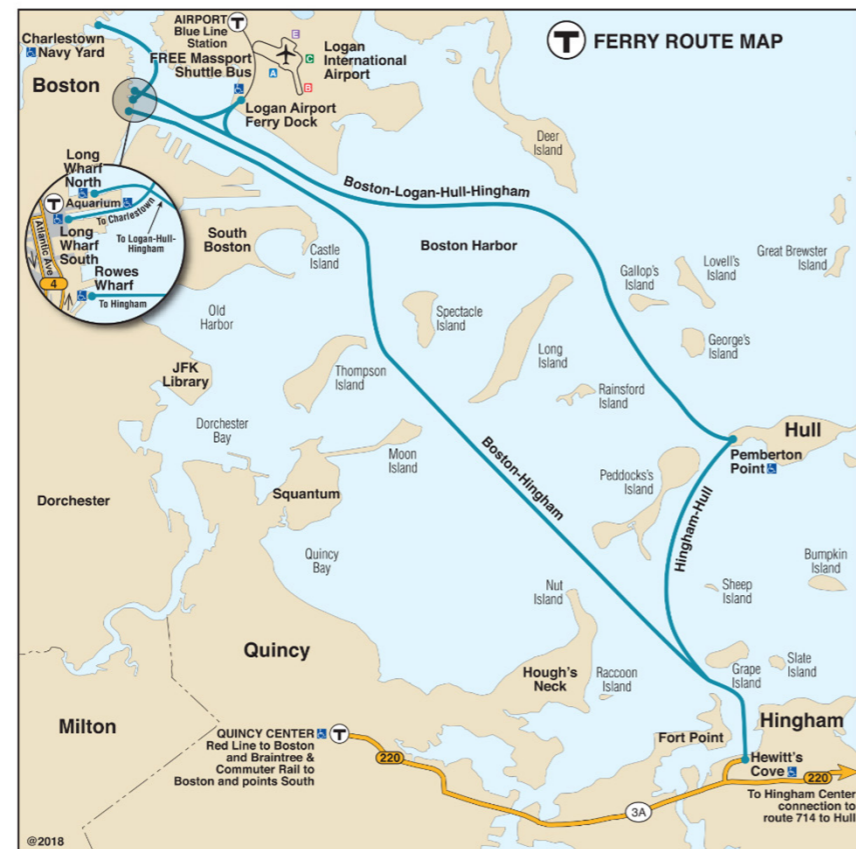 T FERRY ROUTE MAP
AIRPORT
Blue Line
Station
T
E
C
A
B
Charlestown
Navy Yard
FREE Massport
Shuttle Bus
Logan
International
Airport
Boston
Logan Airport
Ferry Dock
Deer
Island
Long
Wharf
North
T
Aquarium
To Charlestown
Long
Wharf
South
To Logan-Hull-
Hingham
Atlantic Ave
4
Rowes
Wharf
To Hingham
Boston-Logan-Hull-Hingham
South
Boston
Castle
Island
Boston Harbor
Gallop's
Island
Lovell's
Island
Great Brewster
Island
Old
Harbor
Spectacle
Island
George's
Island
JFK
Library
Thompson
Island
Long
Island
Rainsford
Island
Hull
Dorchester
Bay
Moon
Island
Boston-Hingham
Peddocks's
Island
Pemberton
Point
Dorchester
Squantum
Hingham-Hull
Quincy
Bay
Nut
Island
Sheep
Island
Bumpkin
Island
Quincy
Hough's
Neck
Raccoon
Island
Grape
Island
Slate
Island
Milton
QUINCY CENTER
T
Red Line to Boston
and Braintree &
Commuter Rail to
Boston and points South
220
Fort Point
Hingham
Hewitt's
Cove
220
3A
To Hingham Center
connection to
route 714 to Hull
@2018